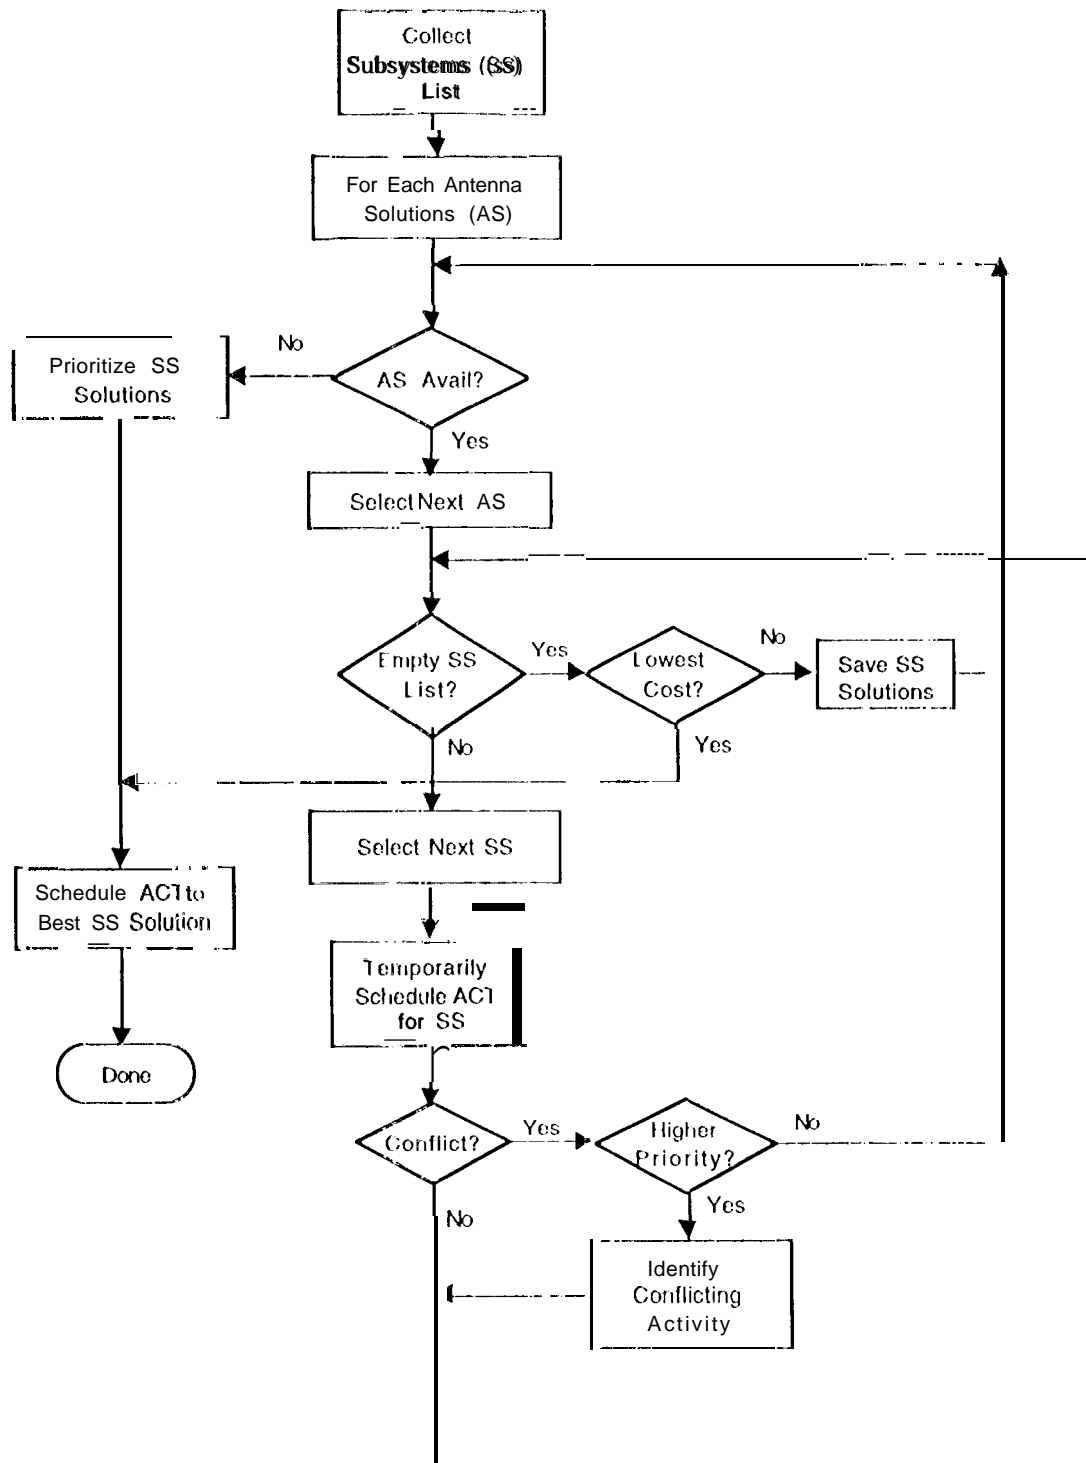 Collect
Subsystems (SS)
List
For Each Antenna
Solutions (AS)
No
Prioritize SS
Solutions
AS Avail?
Yes
Select Next AS
Empty SS
List?
Yes
Lowest
Cost?
No
Save SS
Solutions
No
Yes
Select Next SS
Schedule ACT to
Best SS Solution
Temporarily
Schedule ACT
for SS
Done
Conflict?
Yes
Higher
Priority?
No
No
Yes
Identify
Conflicting
Activity